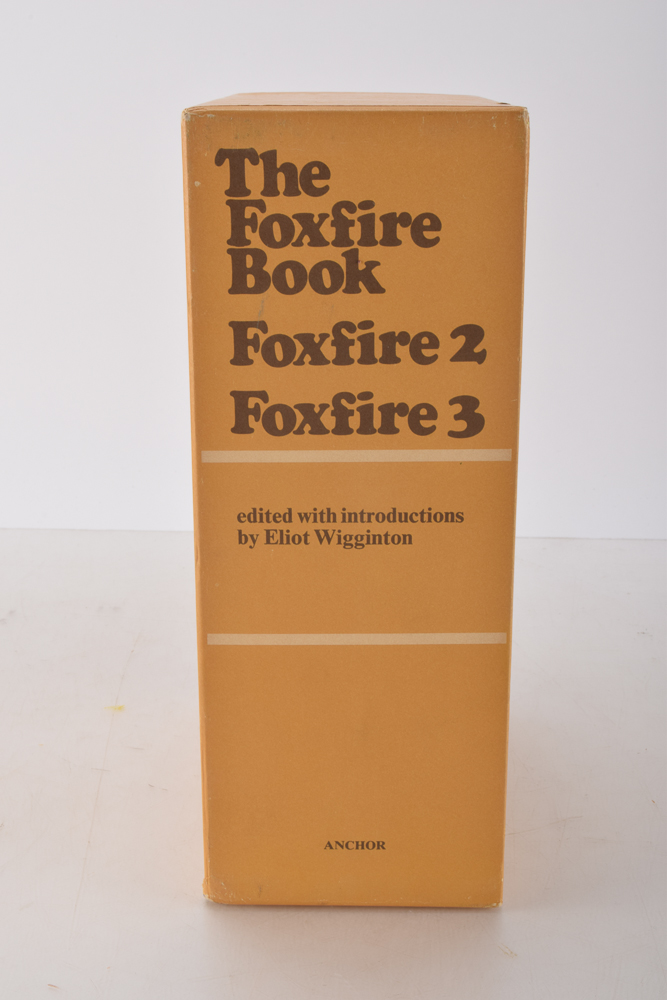 The
Foxfire
Book
Foxfire 2
Foxfire 3
edited with introductions
by Eliot Wigginton
ANCHOR